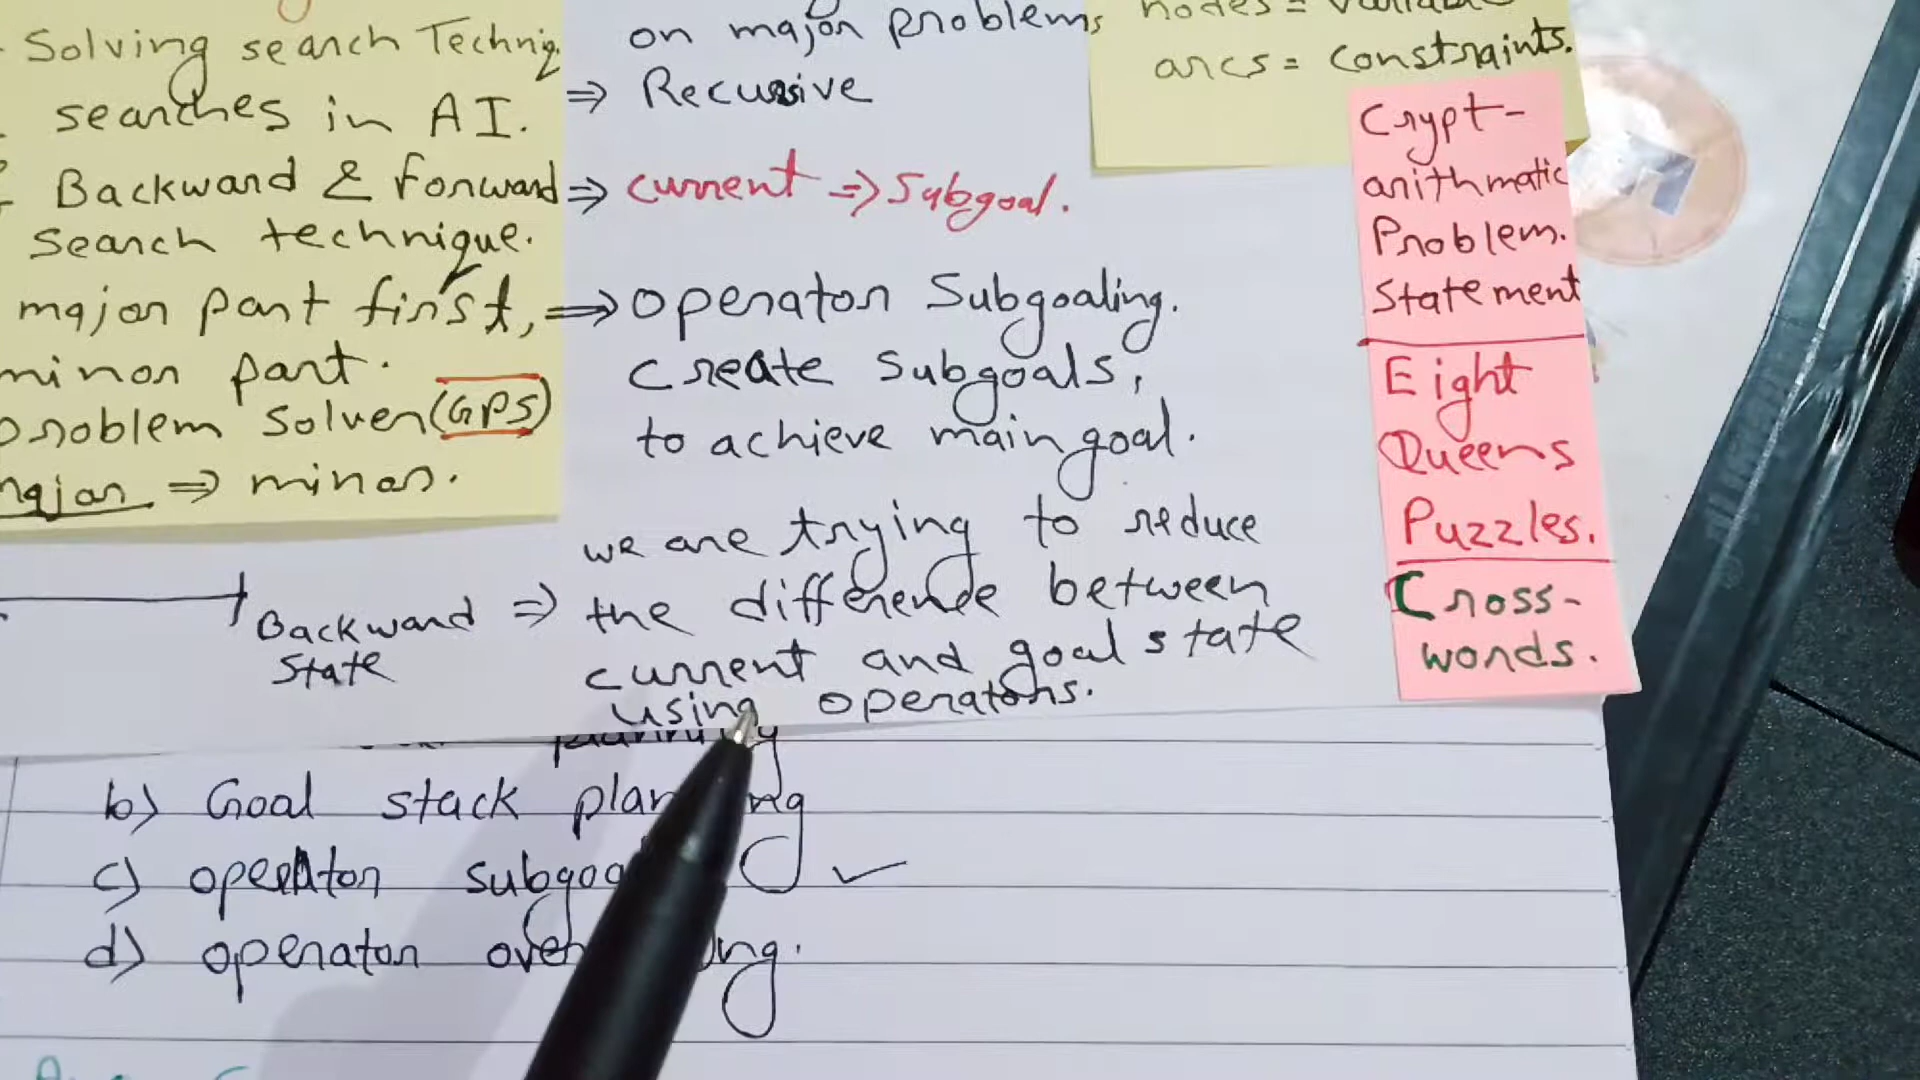 Solving search Techniq
searches in AI.
Backward & forward
search technique.
major part first,
minor part.
problem solver (GPS)
major => minor.
on major problems
=> Recursive
=> current => Subgoal.
=> operator Subgoaling.
create subgoals,
to achieve main goal.
Backward
State
=> we are trying to reduce
the difference between
current and goal state
using operators.
nodes = variable
arcs = constraints.
Crypt-
arithmatic
Problem.
Statement
Eight
Queens
Puzzles.
Cross-
words.
b) Goal stack planning
c) operator
d) operator